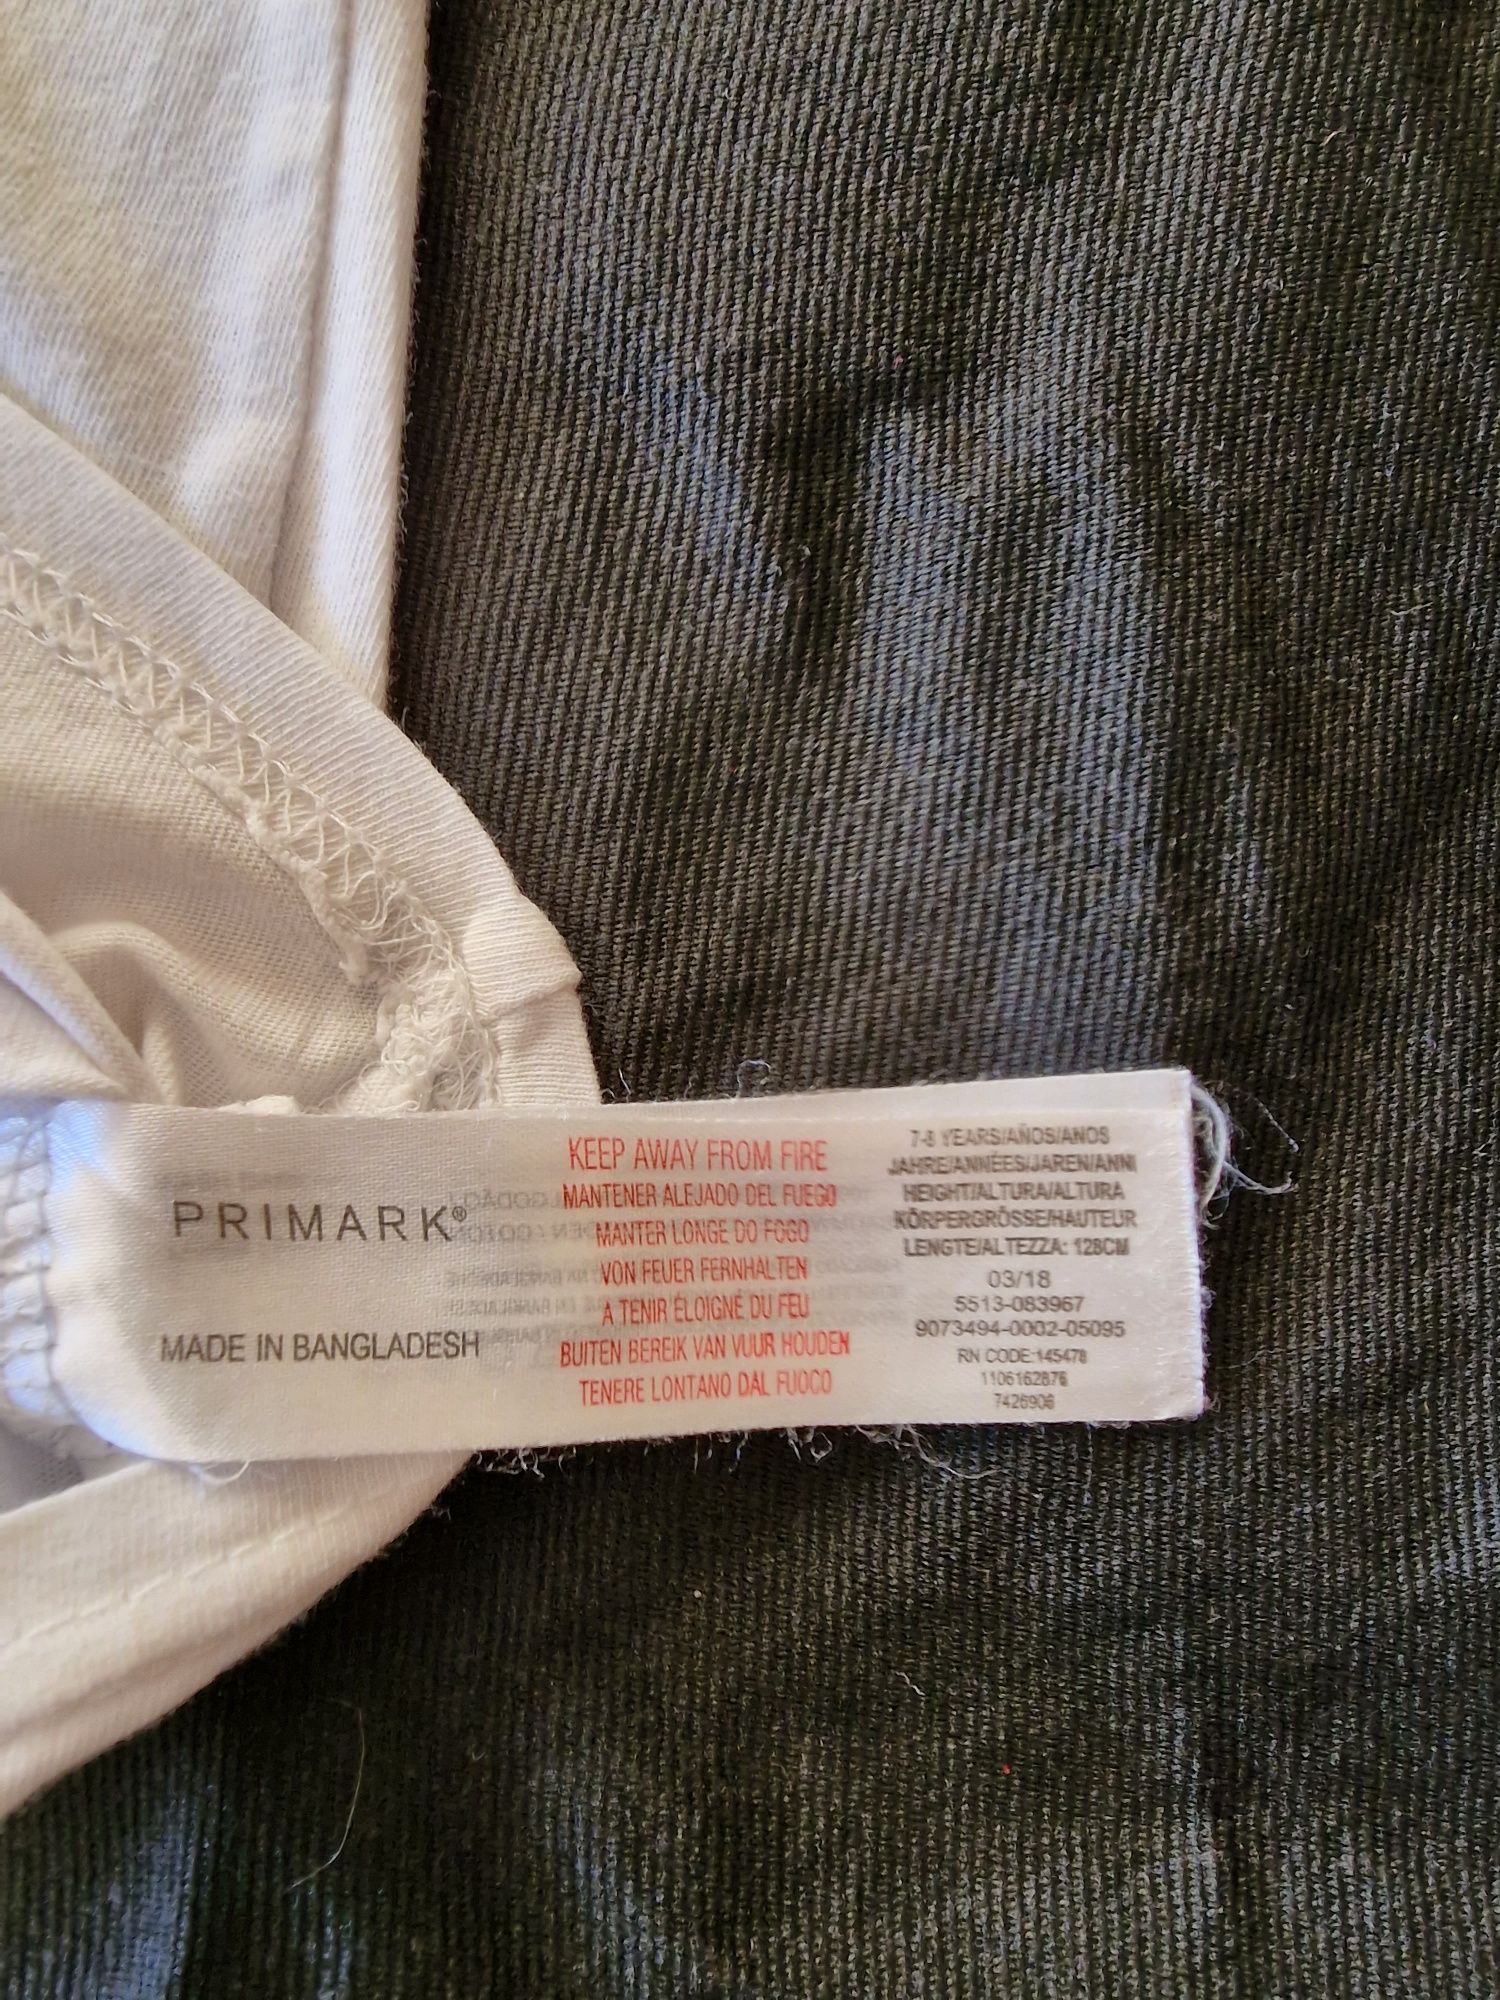 PRIMARK®
MADE IN BANGLADESH
KEEP AWAY FROM FIRE
MANTENER ALEJADO DEL FUEGO
MANTER LONGE DO FOGO
VON FEUER FERNHALTEN
A TENIR ÉLOIGNÉ DU FEU
BUITEN BEREIK VAN VUUR HOUDEN
TENERE LONTANO DAL FUOCO
7-8 YEARS/AÑOS/ANOS
JAHRE/ANNÉES/JAREN/ANNI
HEIGHT/ALTURA/ALTURA
KÖRPERGRÖSSE/HAUTEUR
LENGTE/ALTEZZA: 128CM
03/18
5513-083967
9073494-0002-05095
RN CODE:145478
1106162876
7426906